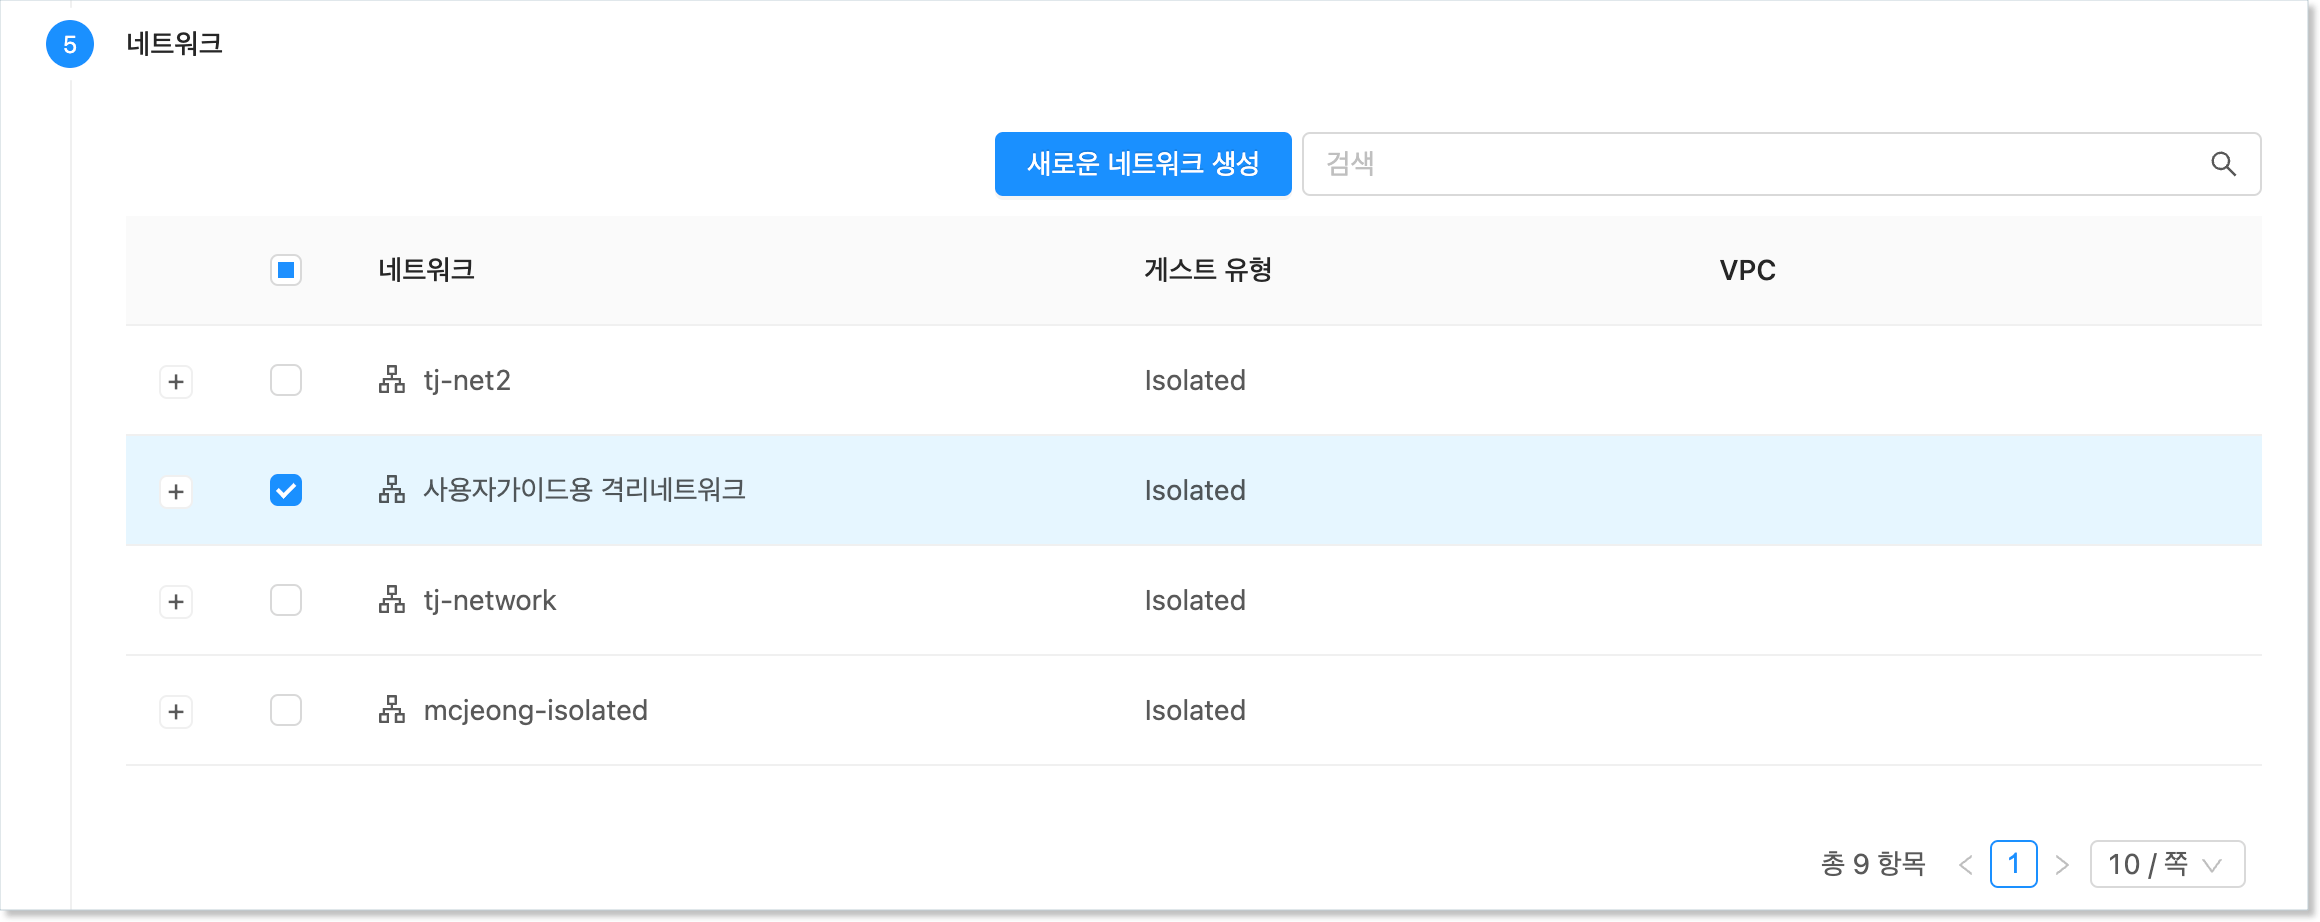 5 네트워크
새로운 네트워크 생성 검색
네트워크 게스트 유형 VPC
tj-net2 Isolated
사용자가이드용 격리네트워크 Isolated
tj-network Isolated
mcjeong-isolated Isolated
총 9 항목 < 1 > 10 / 쪽